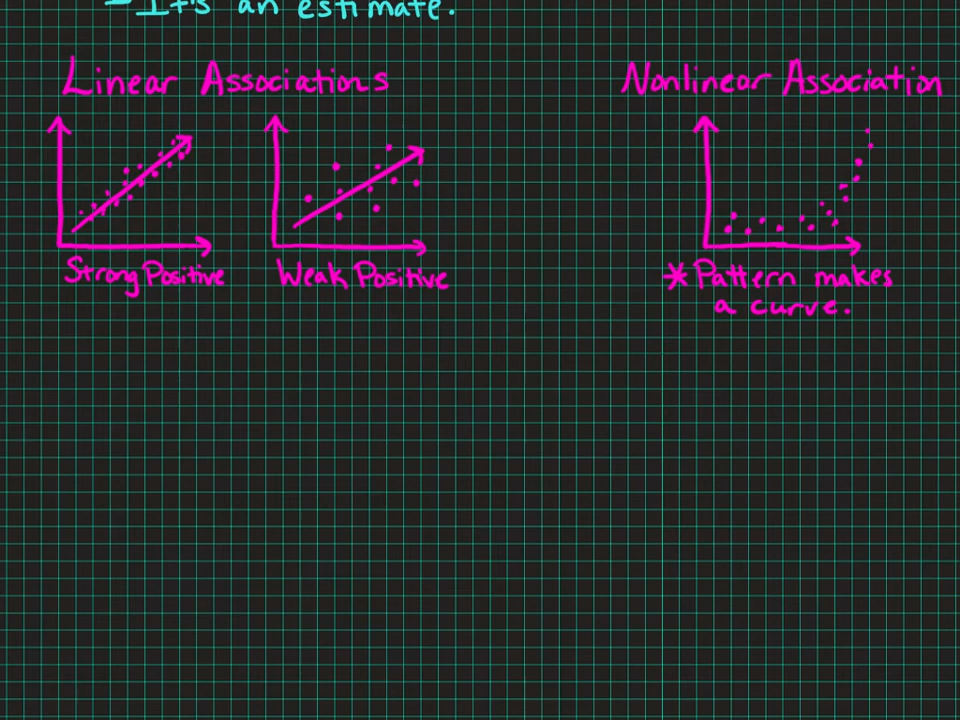 - It's an estimate.
Linear Associations
Nonlinear Association
Strong Positive
Weak Positive
* Pattern makes
a curve.